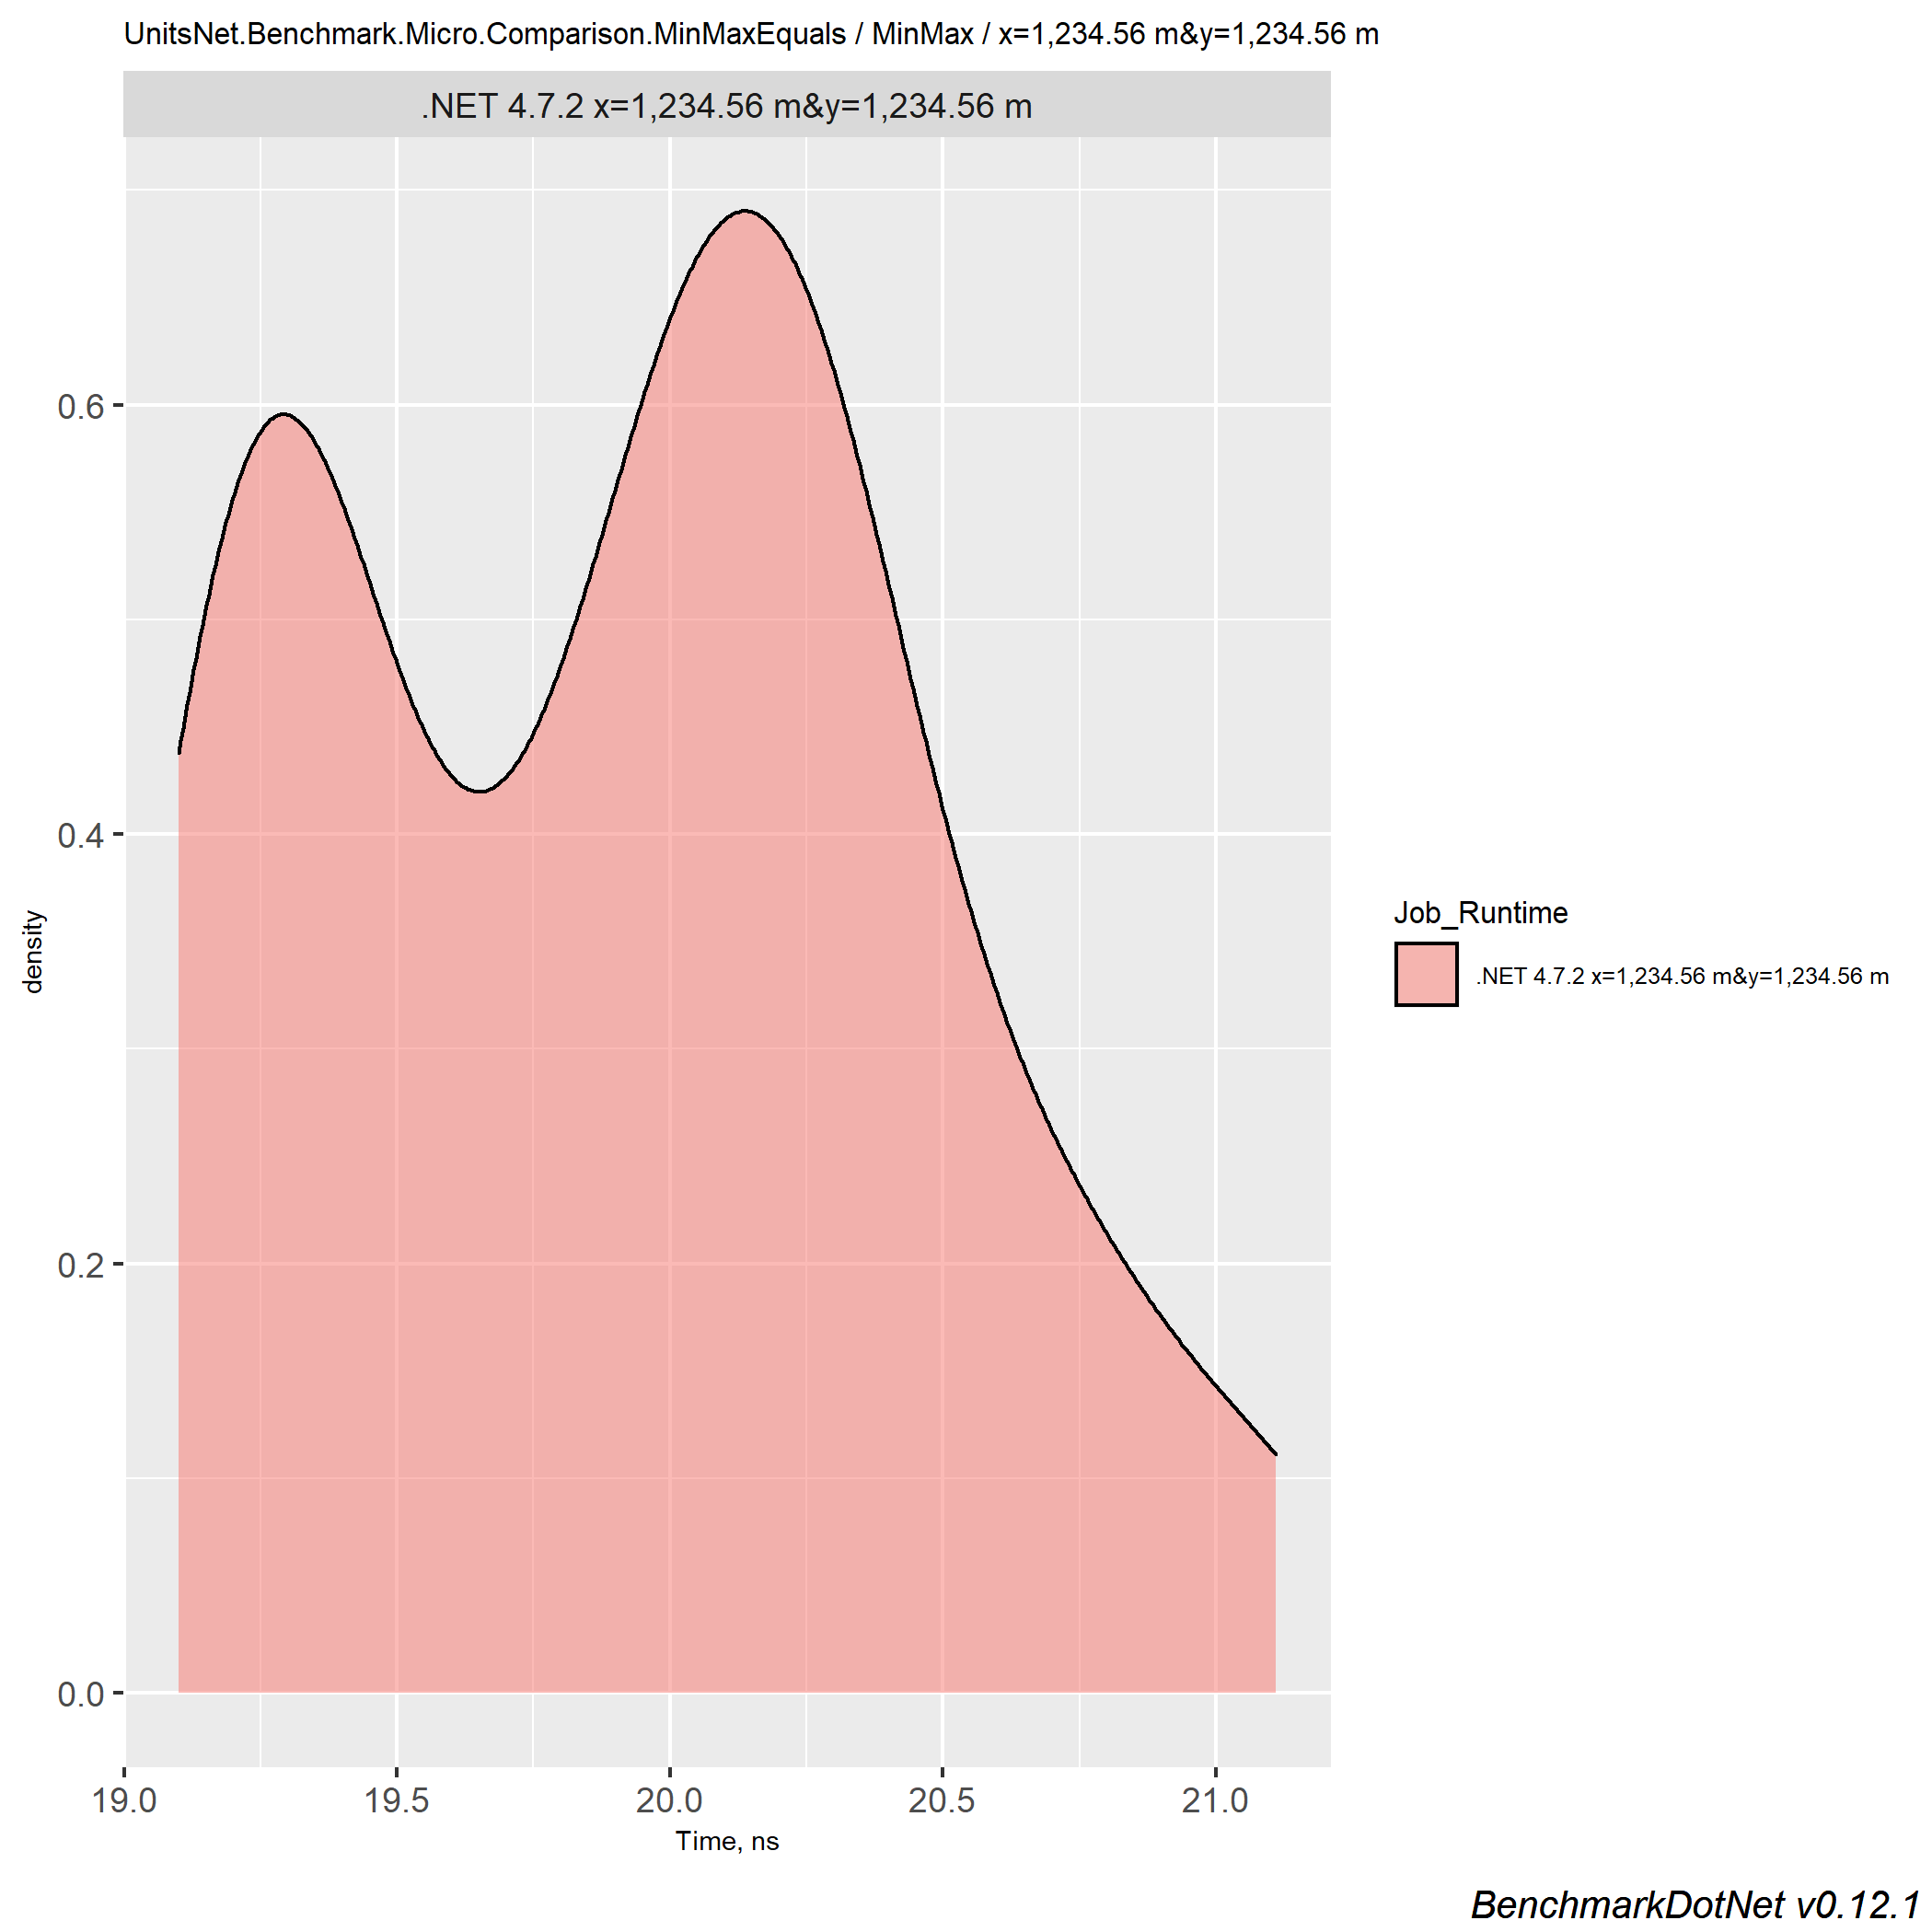 UnitsNet.Benchmark.Micro.Comparison.MinMaxEquals / MinMax / x=1,234.56 m&y=1,234.56 m
.NET 4.7.2 x=1,234.56 m&y=1,234.56 m
0.6
0.4
0.2
0.0
density
19.0 19.5 20.0 20.5 21.0
Time, ns
Job_Runtime
.NET 4.7.2 x=1,234.56 m&y=1,234.56 m
BenchmarkDotNet v0.12.1